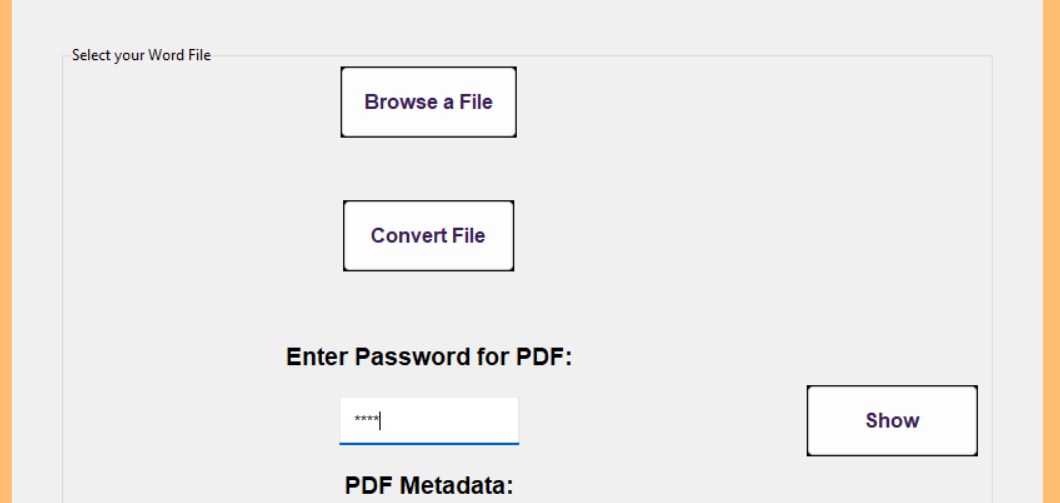 Select your Word File
Browse a File
Convert File
Enter Password for PDF:
****
Show
PDF Metadata: